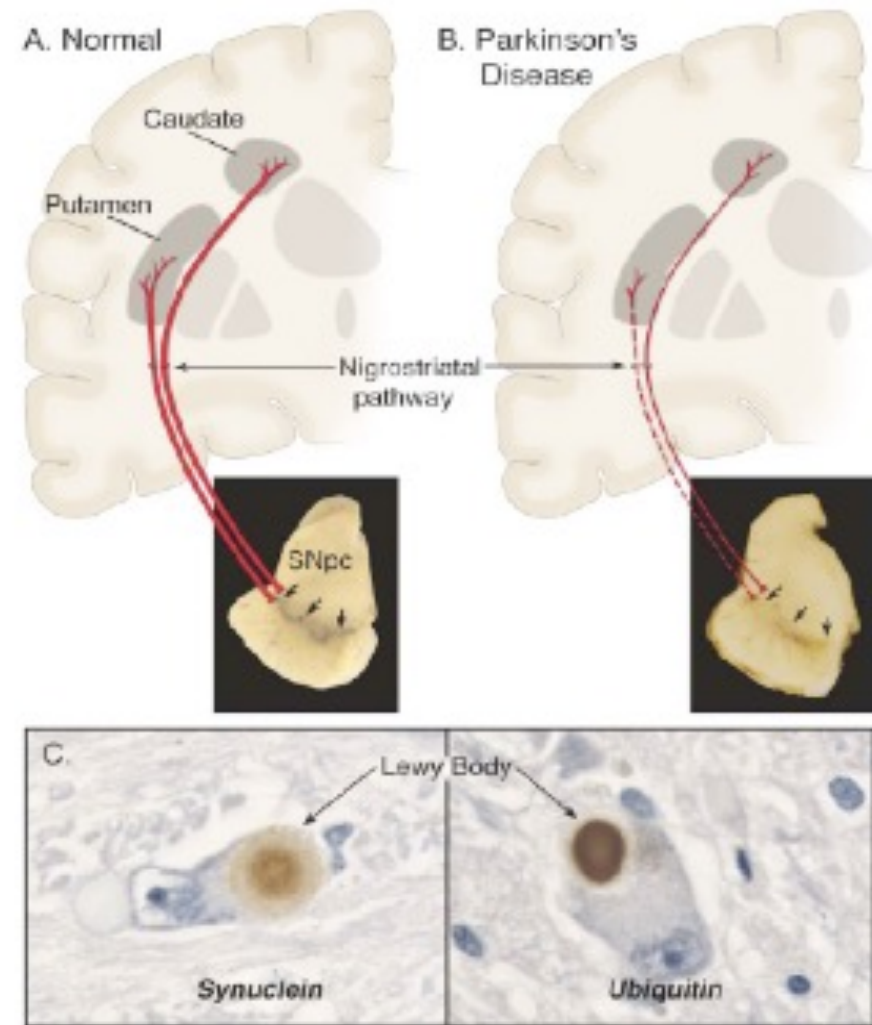 A. Normal
B. Parkinson's
Disease
Caudate
Putamen
Nigrostriatal
pathway
SNpc
C.
Lewy Body
Synuclein
Ubiquitin